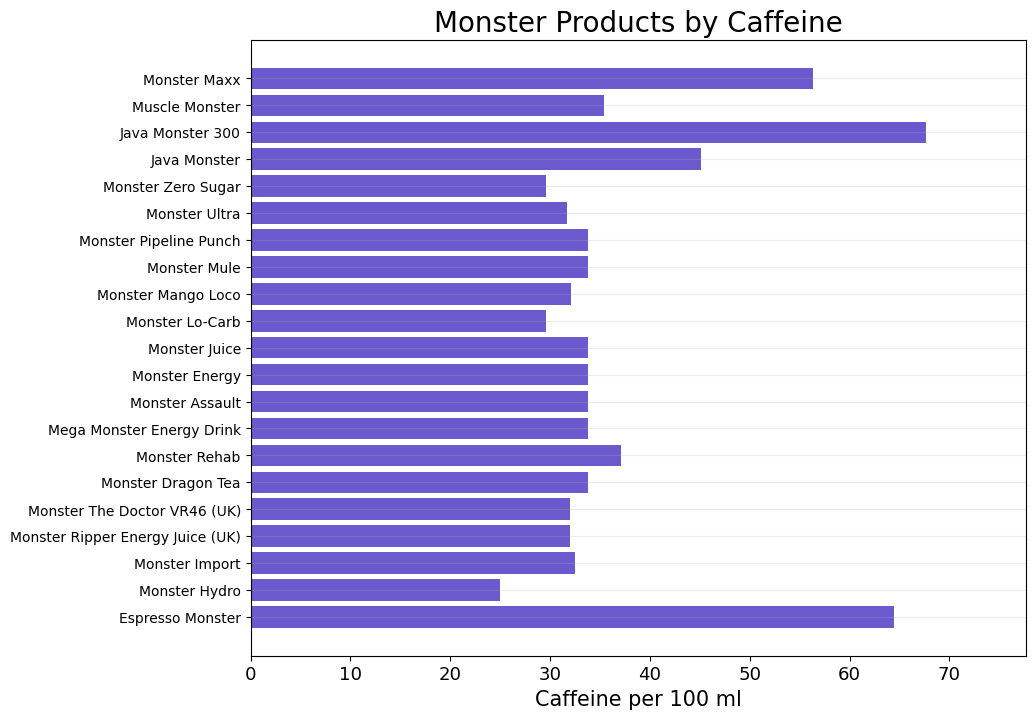 Monster Products by Caffeine
Monster Maxx
Muscle Monster
Java Monster 300
Java Monster
Monster Zero Sugar
Monster Ultra
Monster Pipeline Punch
Monster Mule
Monster Mango Loco
Monster Lo-Carb
Monster Juice
Monster Energy
Monster Assault
Mega Monster Energy Drink
Monster Rehab
Monster Dragon Tea
Monster The Doctor VR46 (UK)
Monster Ripper Energy Juice (UK)
Monster Import
Monster Hydro
Espresso Monster
0 10 20 30 40 50 60 70
Caffeine per 100 ml